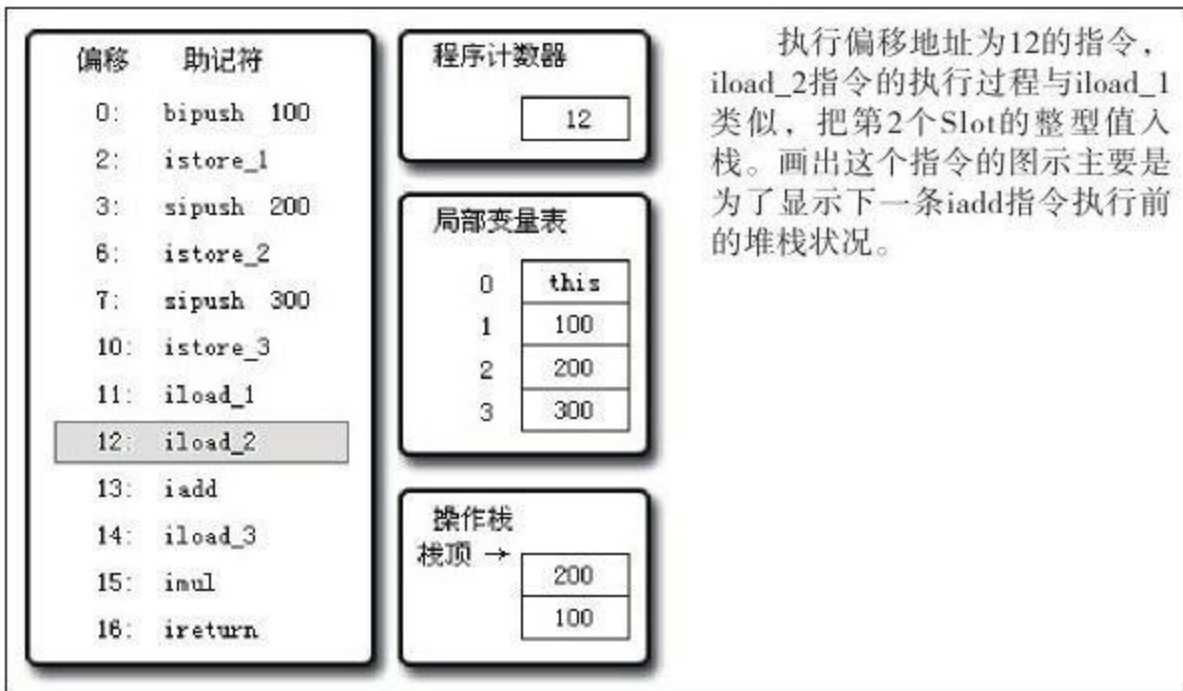 偏移 助记符
0: bipush 100
2: istore_1
3: sipush 200
6: istore_2
7: sipush 300
10: istore_3
11: iload_1
12: iload_2
13: iadd
14: iload_3
15: imul
16: ireturn
程序计数器
12
局部变量表
0 this
1 100
2 200
3 300
操作栈
栈顶 →
200
100
执行偏移地址为12的指令，
iload_2指令的执行过程与iload_1
类似，把第2个Slot的整型值入
栈。画出这个指令的图示主要是
为了显示下一条iadd指令执行前
的堆栈状况。